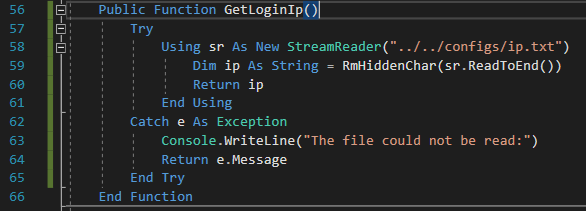 56 Public Function GetLoginIp()
57 Try
58 Using sr As New StreamReader("../../configs/ip.txt")
59 Dim ip As String = RmHiddenChar(sr.ReadToEnd())
60 Return ip
61 End Using
62 Catch e As Exception
63 Console.WriteLine("The file could not be read:")
64 Return e.Message
65 End Try
66 End Function